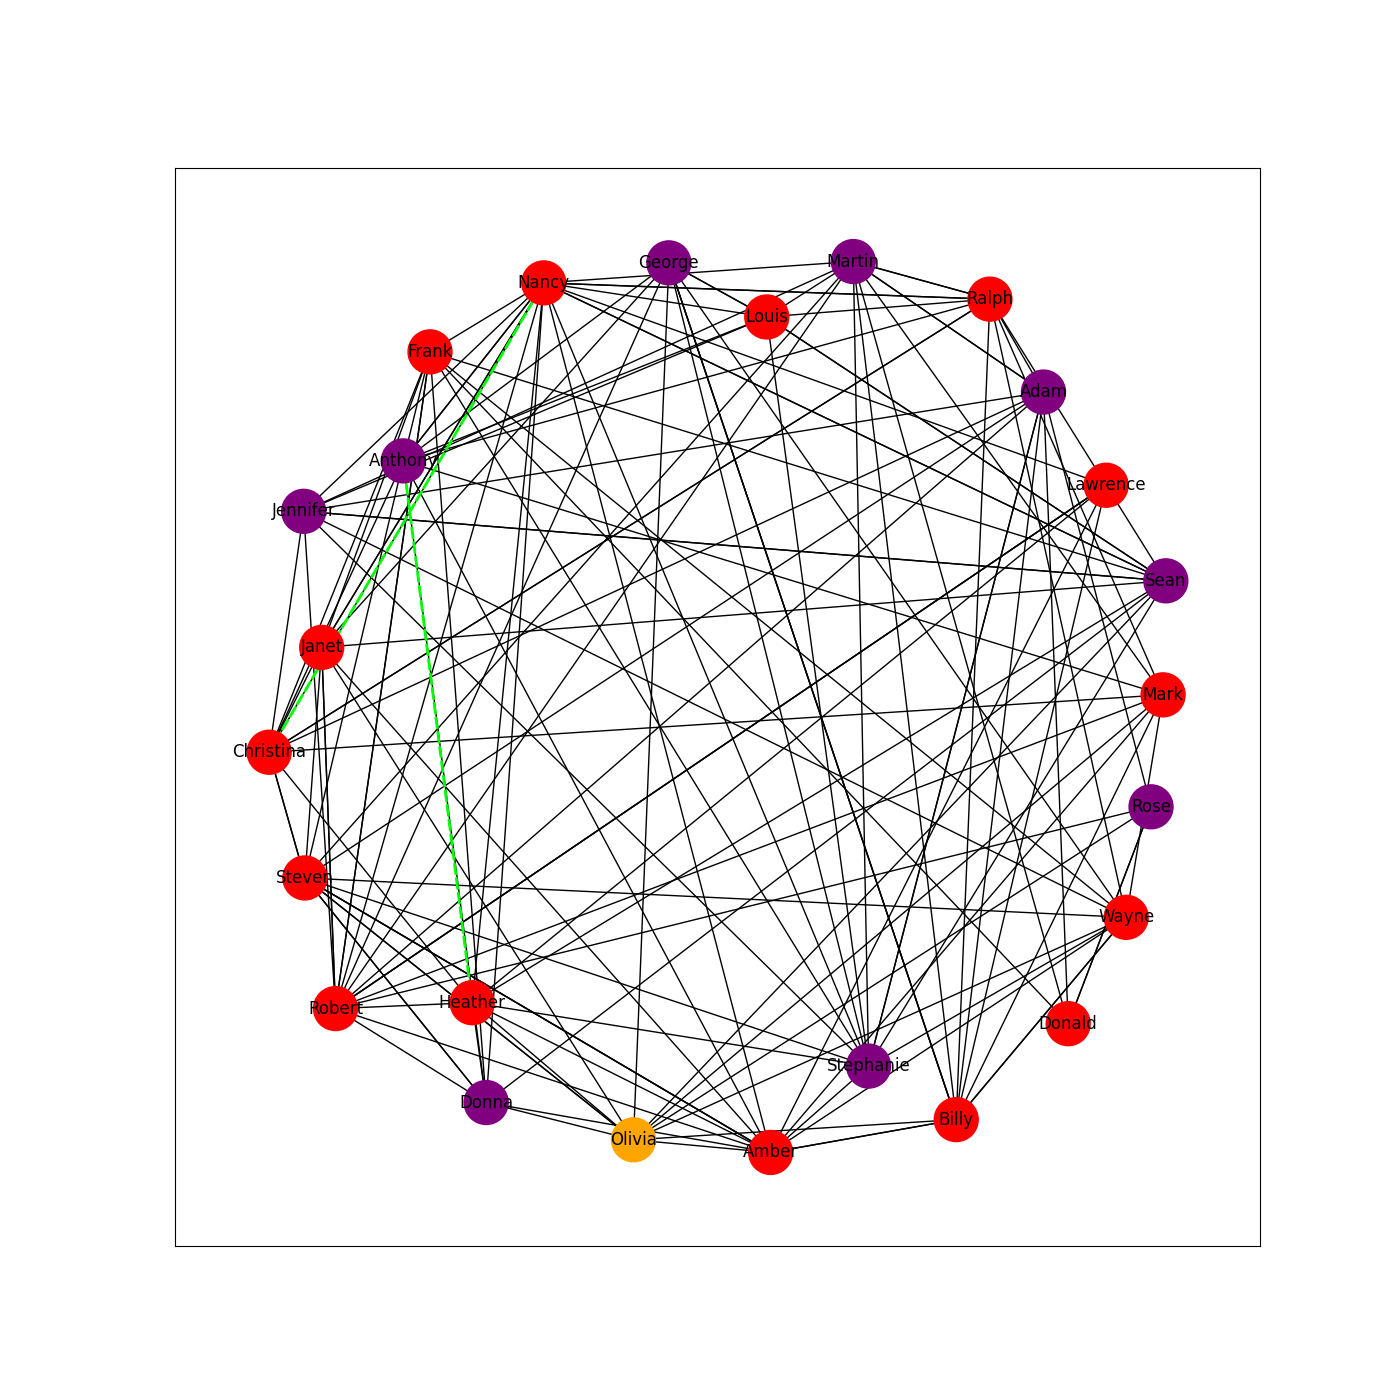 George
Martin
Nancy
Ralph
Louis
Frank
Adam
Anthony
Lawrence
Jennifer
Sean
Janet
Mark
Christina
Rose
Steven
Wayne
Heather
Robert
Donald
Stephanie
Donna
Billy
Olivia
Amber